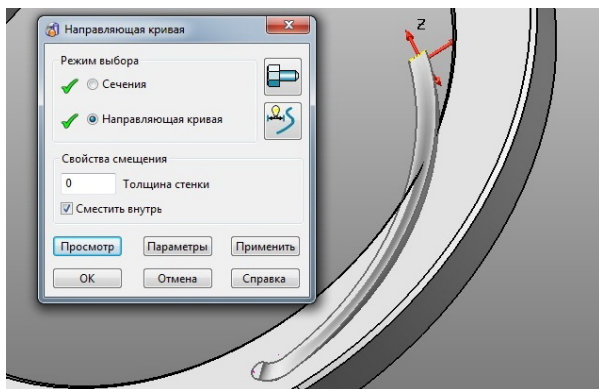 Направляющая кривая
Режим выбора
Сечения
Направляющая кривая
Свойства смещения
0 Толщина стенки
Сместить внутрь
Просмотр Параметры Применить
ОК Отмена Справка
Z